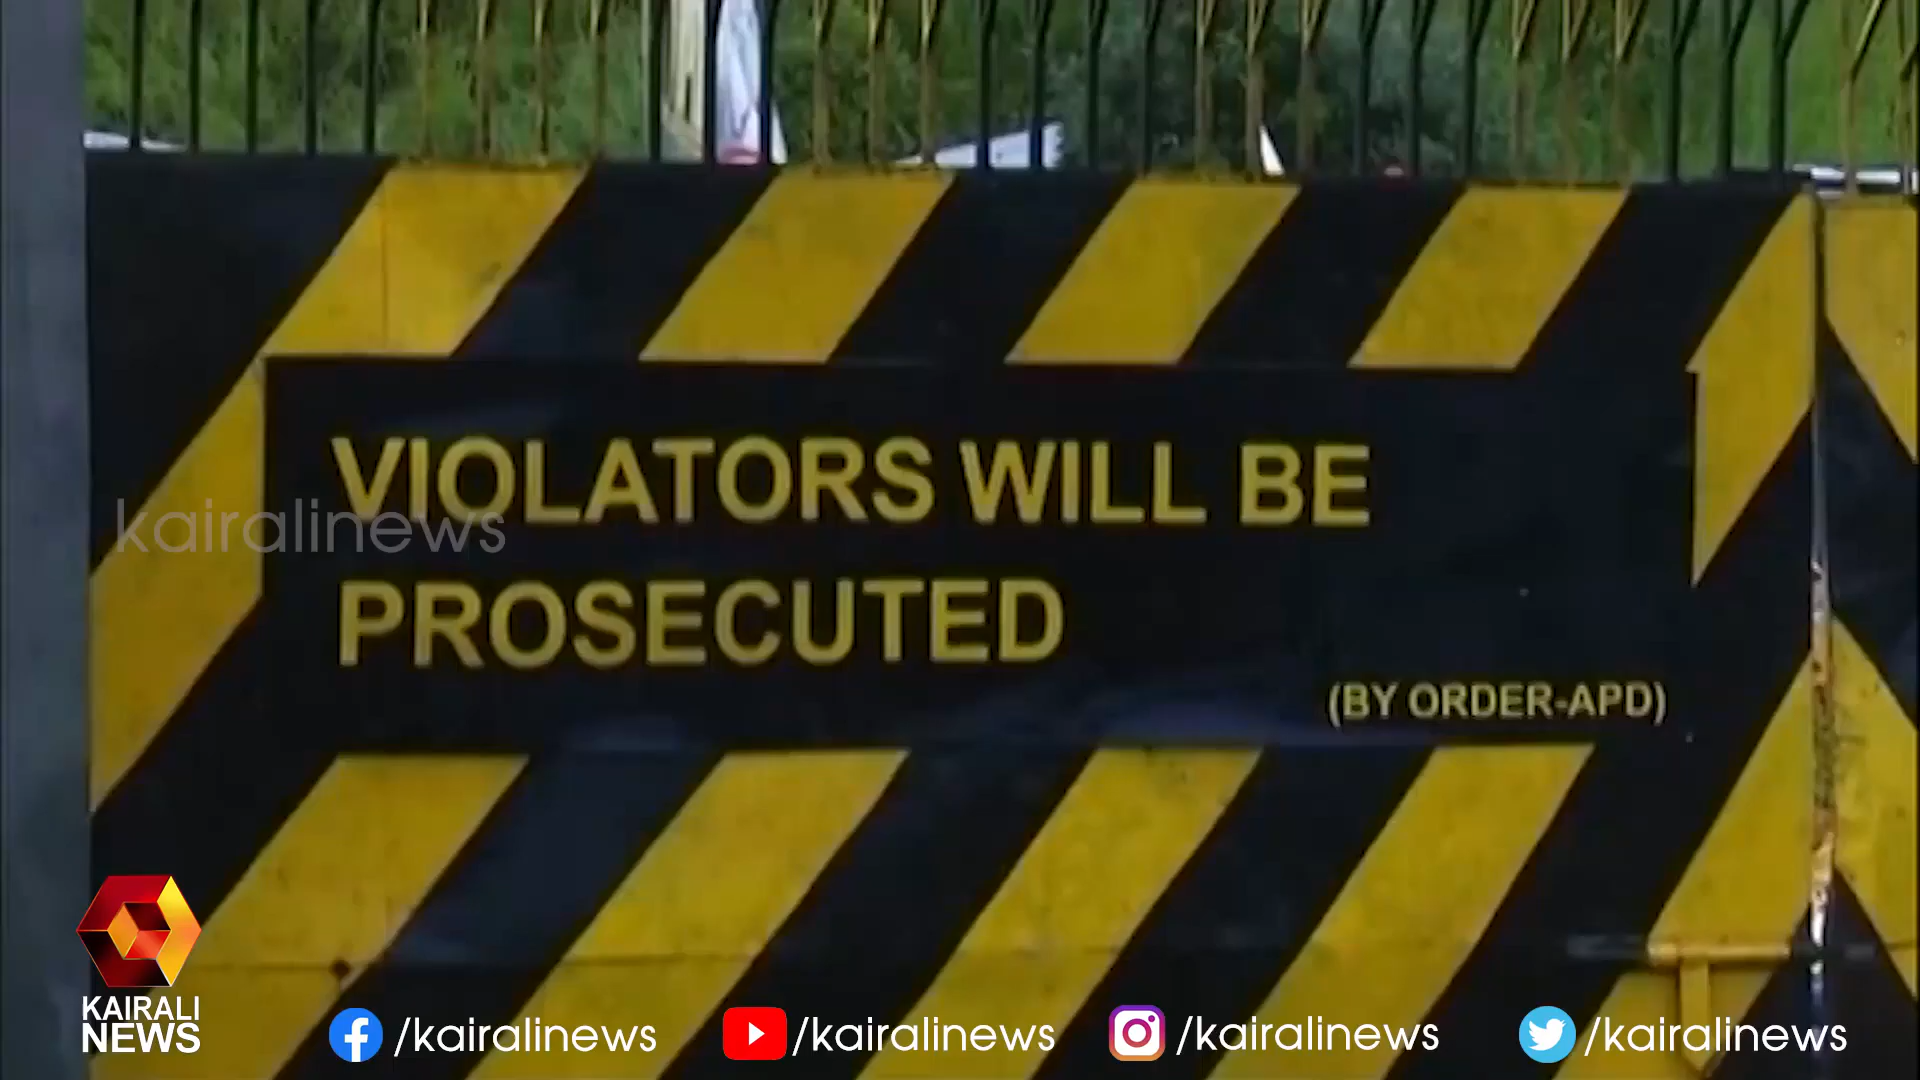 VIOLATORS WILL BE
kairalinews
PROSECUTED
(BY ORDER-APD)
KAIRALI
NEWS
/kairalinews
/kairalinews
/kairalinews
/kairalinews